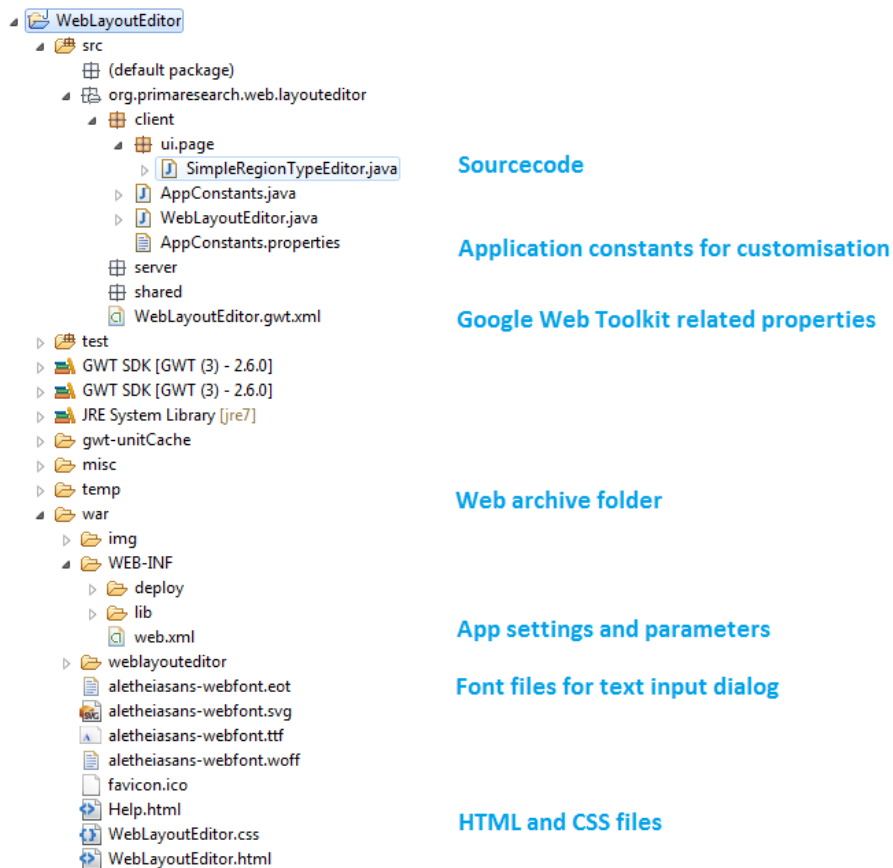 WebLayoutEditor
src
(default package)
org.primaresearch.web.layouteditor
client
ui.page
SimpleRegionTypeEditor.java
Sourcecode
AppConstants.java
WebLayoutEditor.java
AppConstants.properties
Application constants for customisation
server
shared
WebLayoutEditor.gwt.xml
Google Web Toolkit related properties
test
GWT SDK [GWT (3) - 2.6.0]
GWT SDK [GWT (3) - 2.6.0]
JRE System Library [jre7]
gwt-unitCache
misc
temp
Web archive folder
war
img
WEB-INF
deploy
lib
web.xml
App settings and parameters
weblayouteditor
aletheiasans-webfont.eot
Font files for text input dialog
aletheiasans-webfont.svg
aletheiasans-webfont.ttf
aletheiasans-webfont.woff
favicon.ico
Help.html
HTML and CSS files
WebLayoutEditor.css
WebLayoutEditor.html